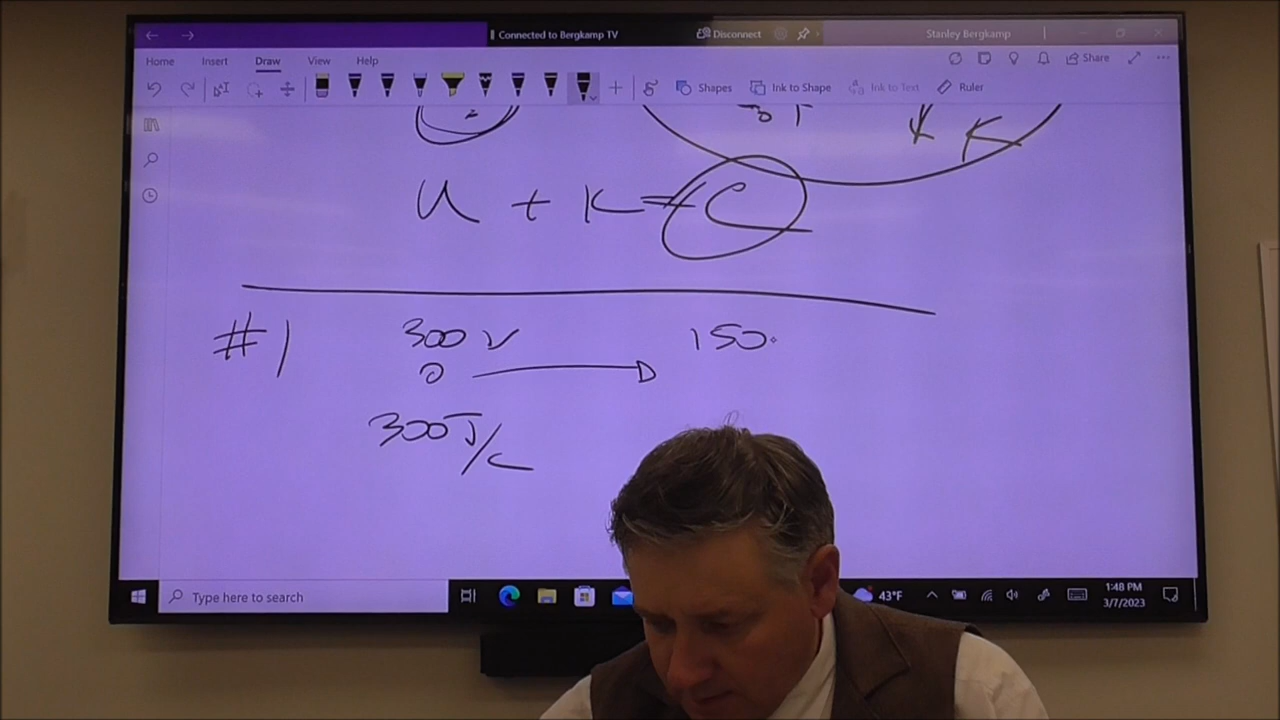 Connected to Bergkamp TV Disconnect Stanley Bergkamp
Home Insert Draw View Help Share
Shapes Ink to Shape Ink to Text Ruler
3 T K K
U + K = C
#1 300 V 150
300 J/C
Type here to search 43°F 1:48 PM
3/7/2023